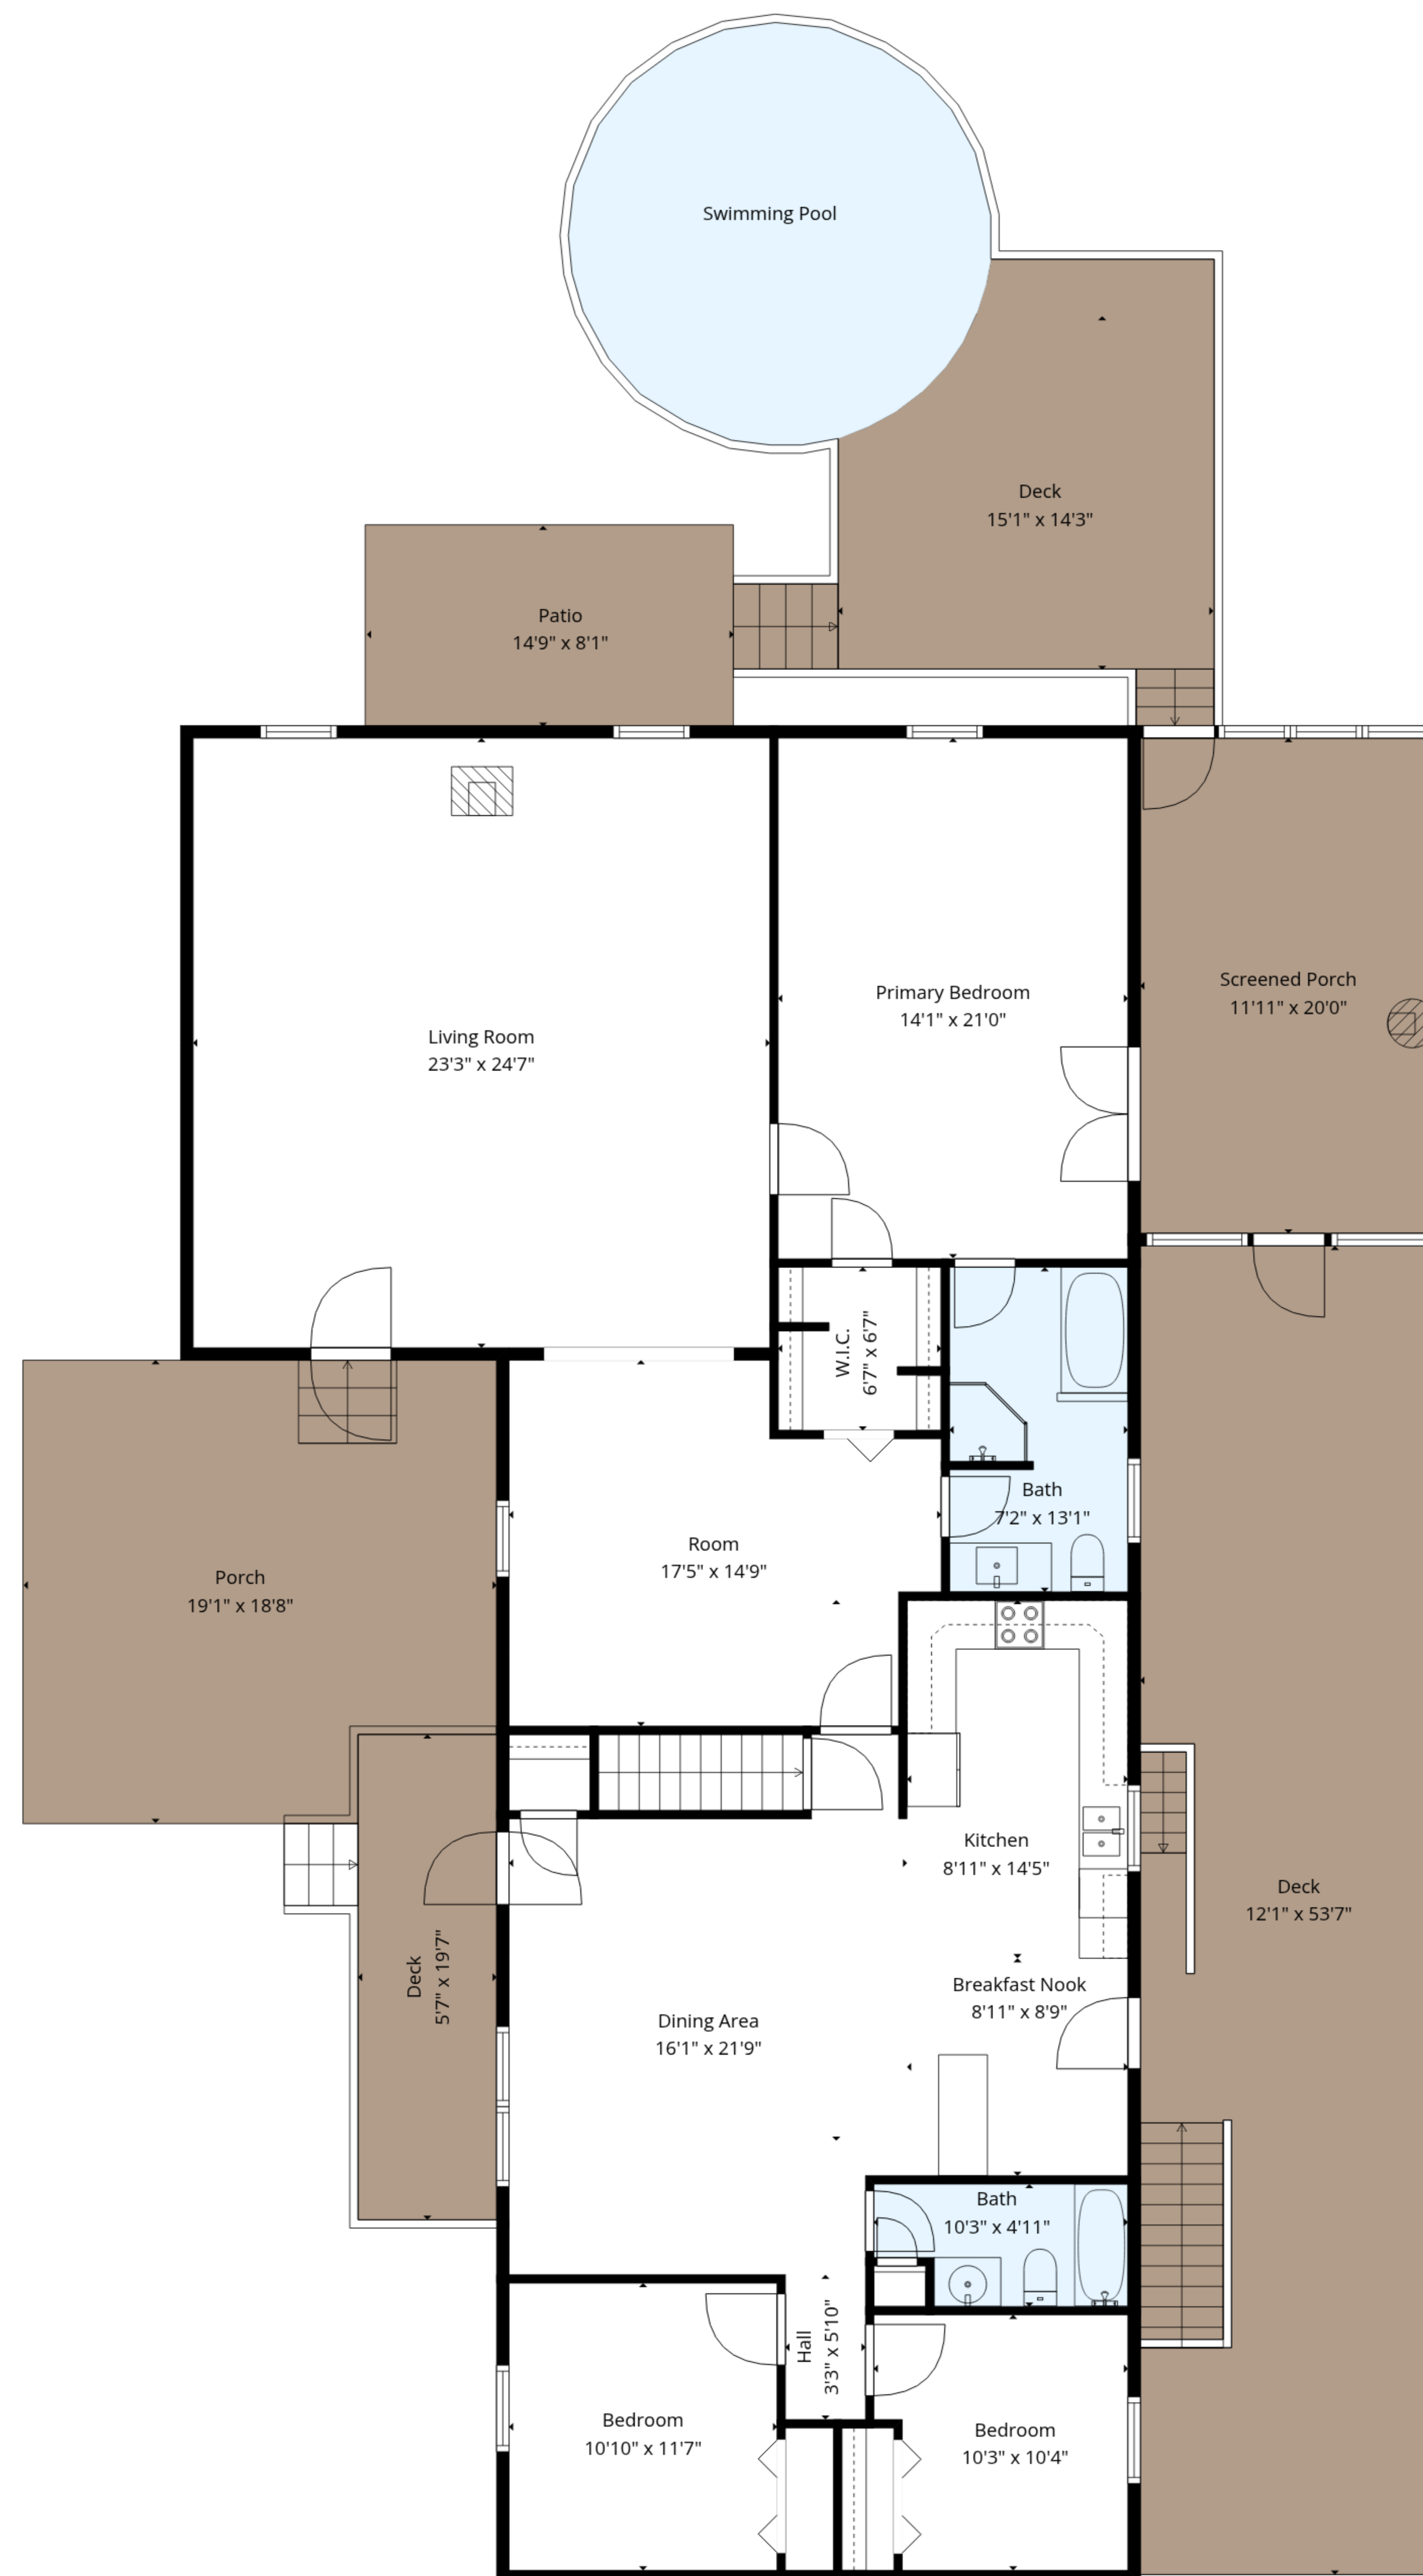 Swimming Pool
Deck
15'1" x 14'3"
Patio
14'9" x 8'1"
Primary Bedroom
14'1" x 21'0"
Screened Porch
11'11" x 20'0"
Living Room
23'3" x 24'7"
W.I.C.
6'7" x 6'7"
Bath
7'2" x 13'1"
Room
17'5" x 14'9"
Porch
19'1" x 18'8"
Kitchen
8'11" x 14'5"
Deck
12'1" x 53'7"
Deck
5'7" x 19'7"
Breakfast Nook
8'11" x 8'9"
Dining Area
16'1" x 21'9"
Bath
10'3" x 4'11"
Hall
3'3" x 5'10"
Bedroom
10'10" x 11'7"
Bedroom
10'3" x 10'4"